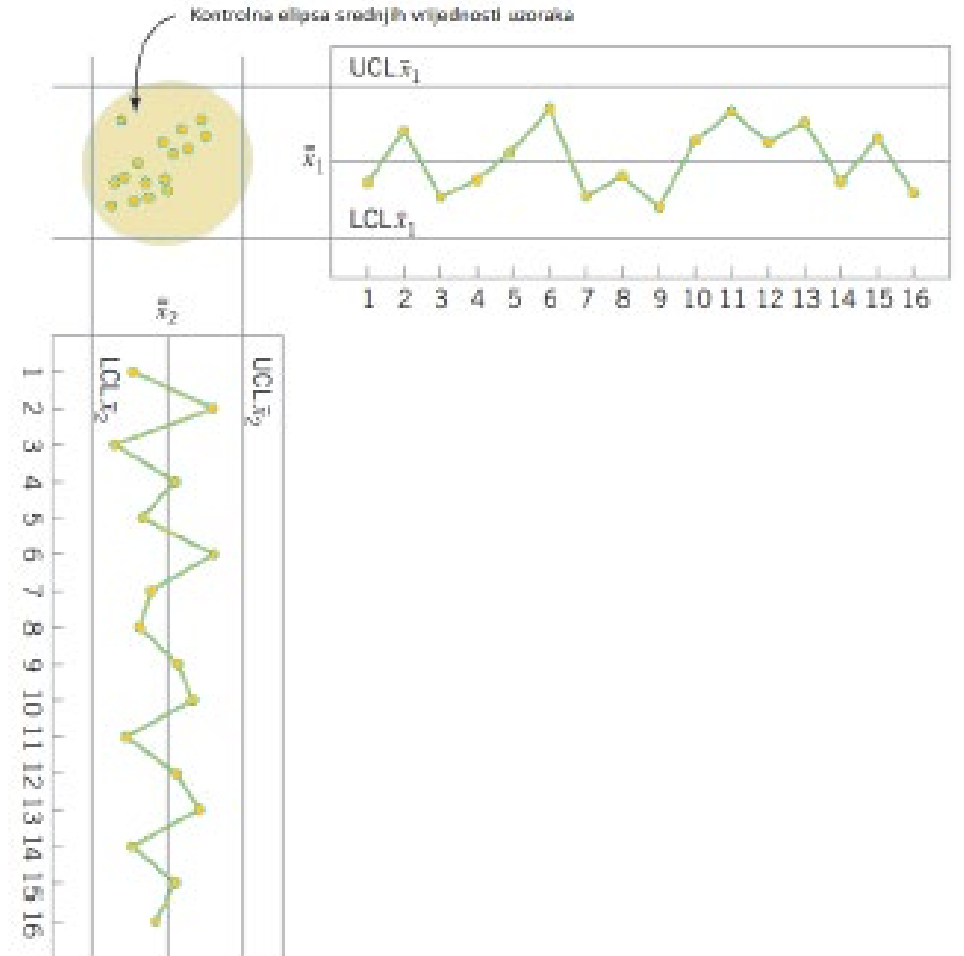 Kontrolna elipsa srednjih vrijednosti uzoraka
UCL x̄₁
x̿₁
LCL x̄₁
1 2 3 4 5 6 7 8 9 10 11 12 13 14 15 16
x̿₂
LCL x̄₂
UCL x̄₂
1 2 3 4 5 6 7 8 9 10 11 12 13 14 15 16